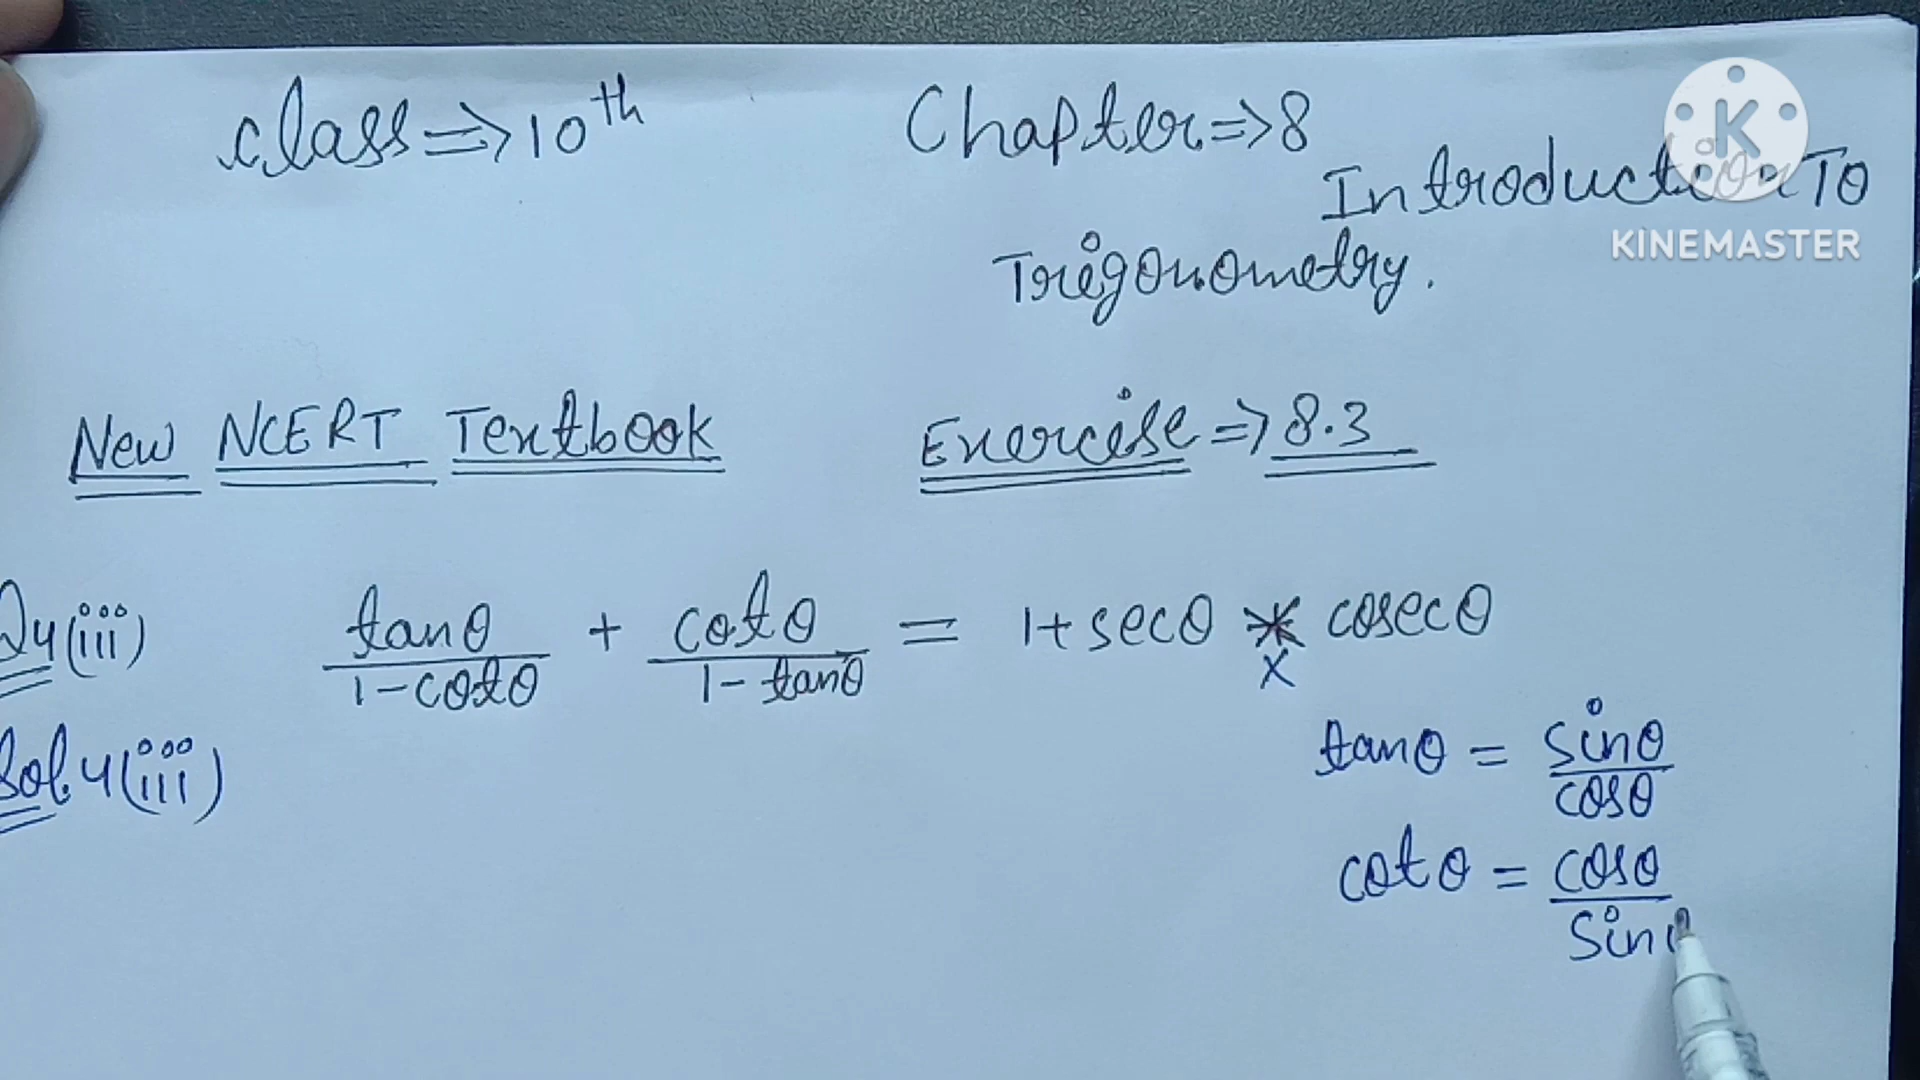 class => 10th Chapter => 8
Introduction To
Trigonometry.
KINEMASTER
New NCERT Textbook Exercise => 8.3
Q4(iii) tanθ/1-cotθ + cotθ/1-tanθ = 1+secθ × cosecθ
Sol.4(iii)
tanθ = sinθ/cosθ
cotθ = cosθ/sin